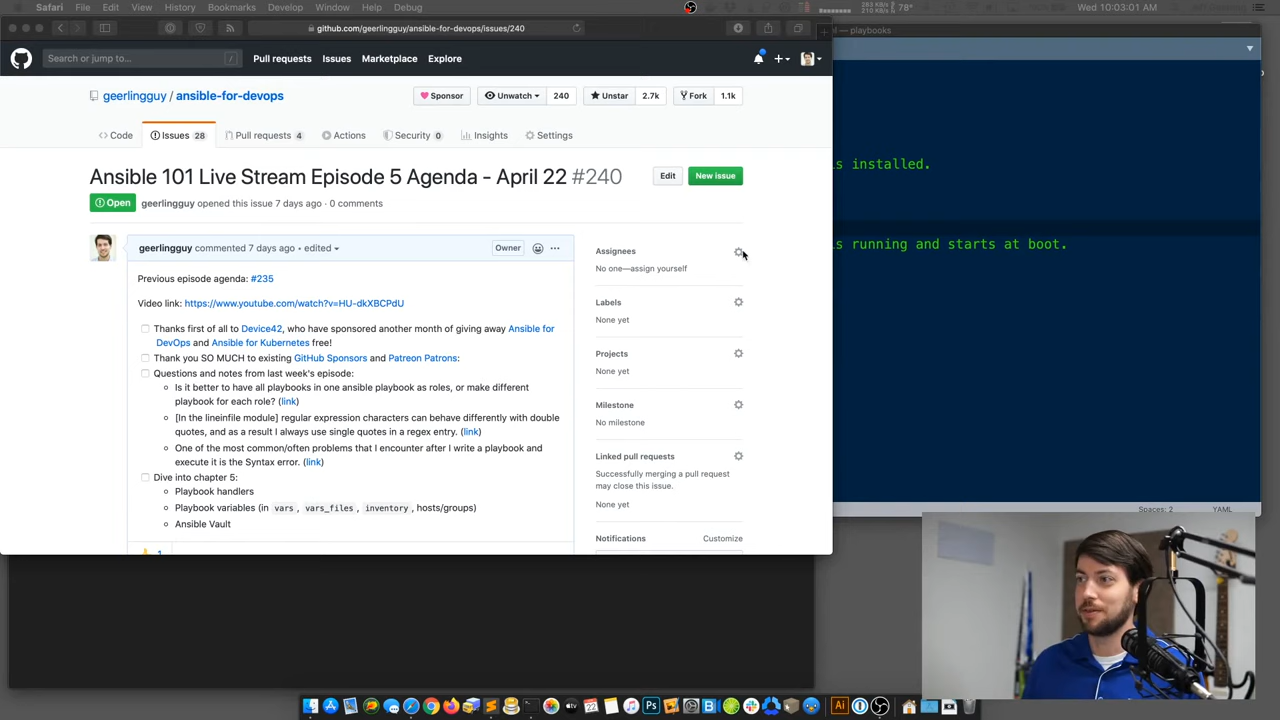 Safari File Edit View History Bookmarks Develop Window Help Debug
78° Wed 10:03:01 AM
github.com/geerlingguy/ansible-for-devops/issues/240
playbooks
Search or jump to... / Pull requests Issues Marketplace Explore
geerlingguy / ansible-for-devops
Sponsor Unwatch 240 Unstar 2.7k Fork 1.1k
Code Issues 28 Pull requests 4 Actions Security 0 Insights Settings
s installed.
Ansible 101 Live Stream Episode 5 Agenda - April 22 #240
Edit New issue
Open geerlingguy opened this issue 7 days ago · 0 comments
s running and starts at boot.
geerlingguy commented 7 days ago • edited
Owner
Previous episode agenda: #235
Video link: https://www.youtube.com/watch?v=HU-dkXBCPdU
Thanks first of all to Device42, who have sponsored another month of giving away Ansible for
DevOps and Ansible for Kubernetes free!
Thank you SO MUCH to existing GitHub Sponsors and Patreon Patrons:
Questions and notes from last week's episode:
Is it better to have all playbooks in one ansible playbook as roles, or make different
playbook for each role? (link)
[In the lineinfile module] regular expression characters can behave differently with double
quotes, and as a result I always use single quotes in a regex entry. (link)
One of the most common/often problems that I encounter after I write a playbook and
execute it is the Syntax error. (link)
Dive into chapter 5:
Playbook handlers
Playbook variables (in vars, vars_files, inventory, hosts/groups)
Ansible Vault
1
Assignees
No one—assign yourself
Labels
None yet
Projects
None yet
Milestone
No milestone
Linked pull requests
Successfully merging a pull request
may close this issue.
None yet
Notifications Customize
Spaces: 2 YAML
22
Ps
Ai